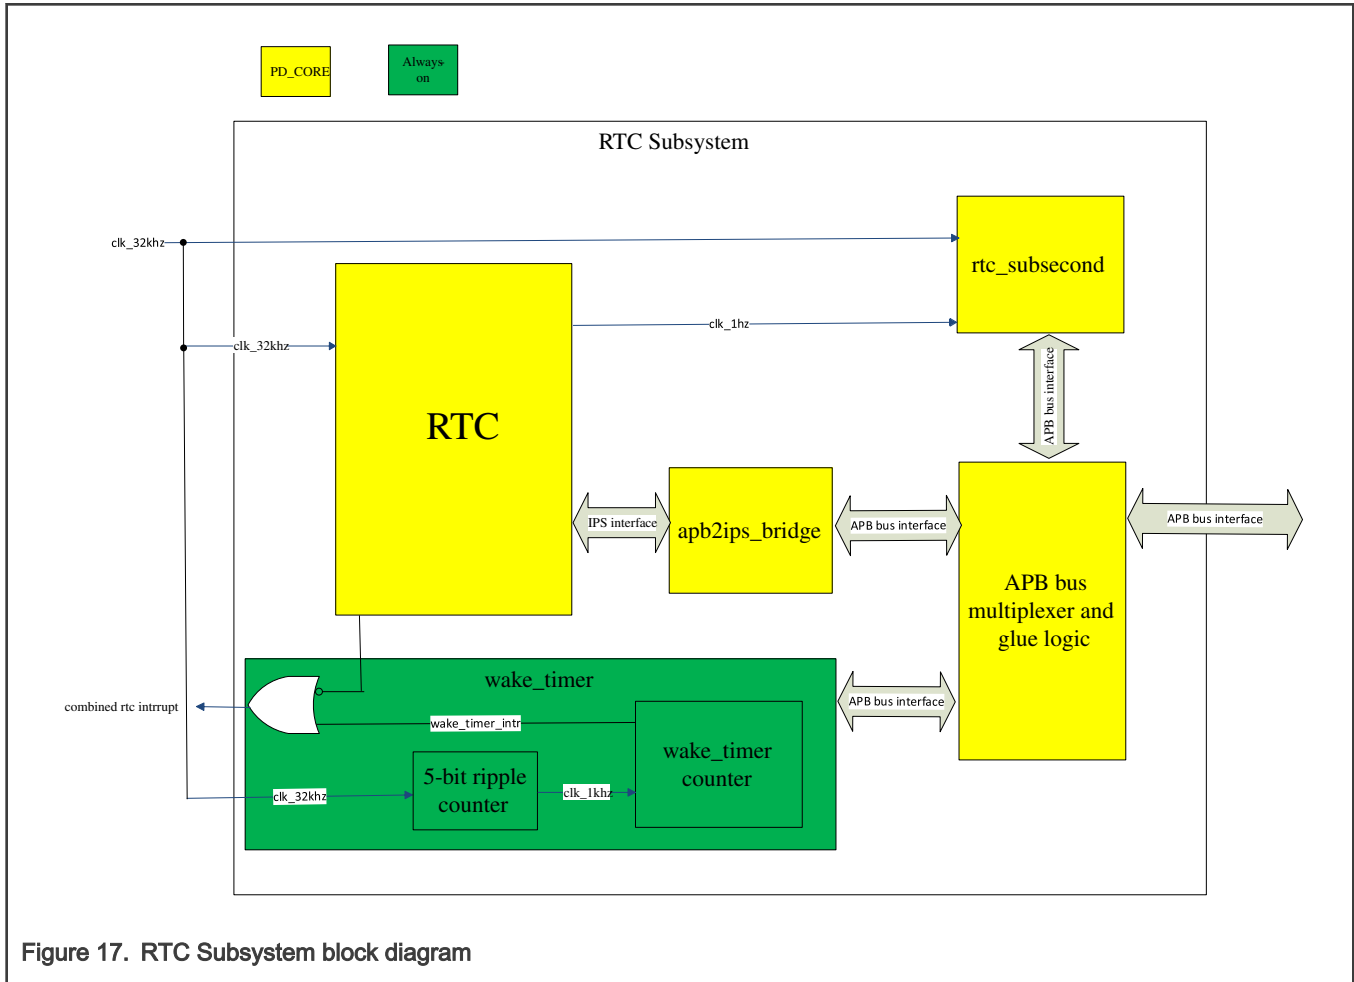 PD_CORE
Always-
on
RTC Subsystem
clk_32khz
rtc_subsecond
clk_1hz
clk_32khz
APB bus interface
RTC
IPS interface
apb2ips_bridge
APB bus interface
APB bus interface
APB bus
multiplexer and
glue logic
wake_timer
combined rtc intrrupt
APB bus interface
wake_timer_intr
wake_timer
counter
5-bit ripple
counter
clk_32khz
clk_1khz
Figure 17. RTC Subsystem block diagram